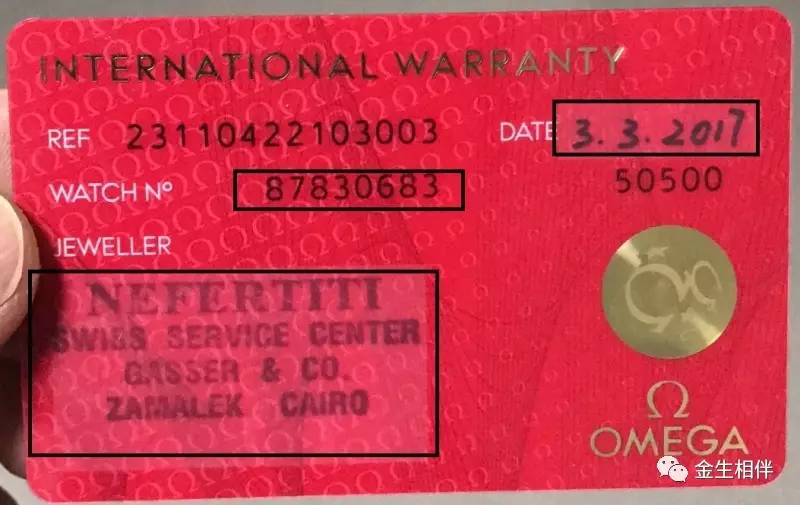 INTERNATIONAL WARRANTY
REF 23110422103003 DATE 3.3.2017
WATCH Nº 87830683 50500
JEWELLER
NEFERTITI
SWISS SERVICE CENTER
GASSER & CO.
ZAMALEK CAIRO
Ω
OMEGA
金生相伴